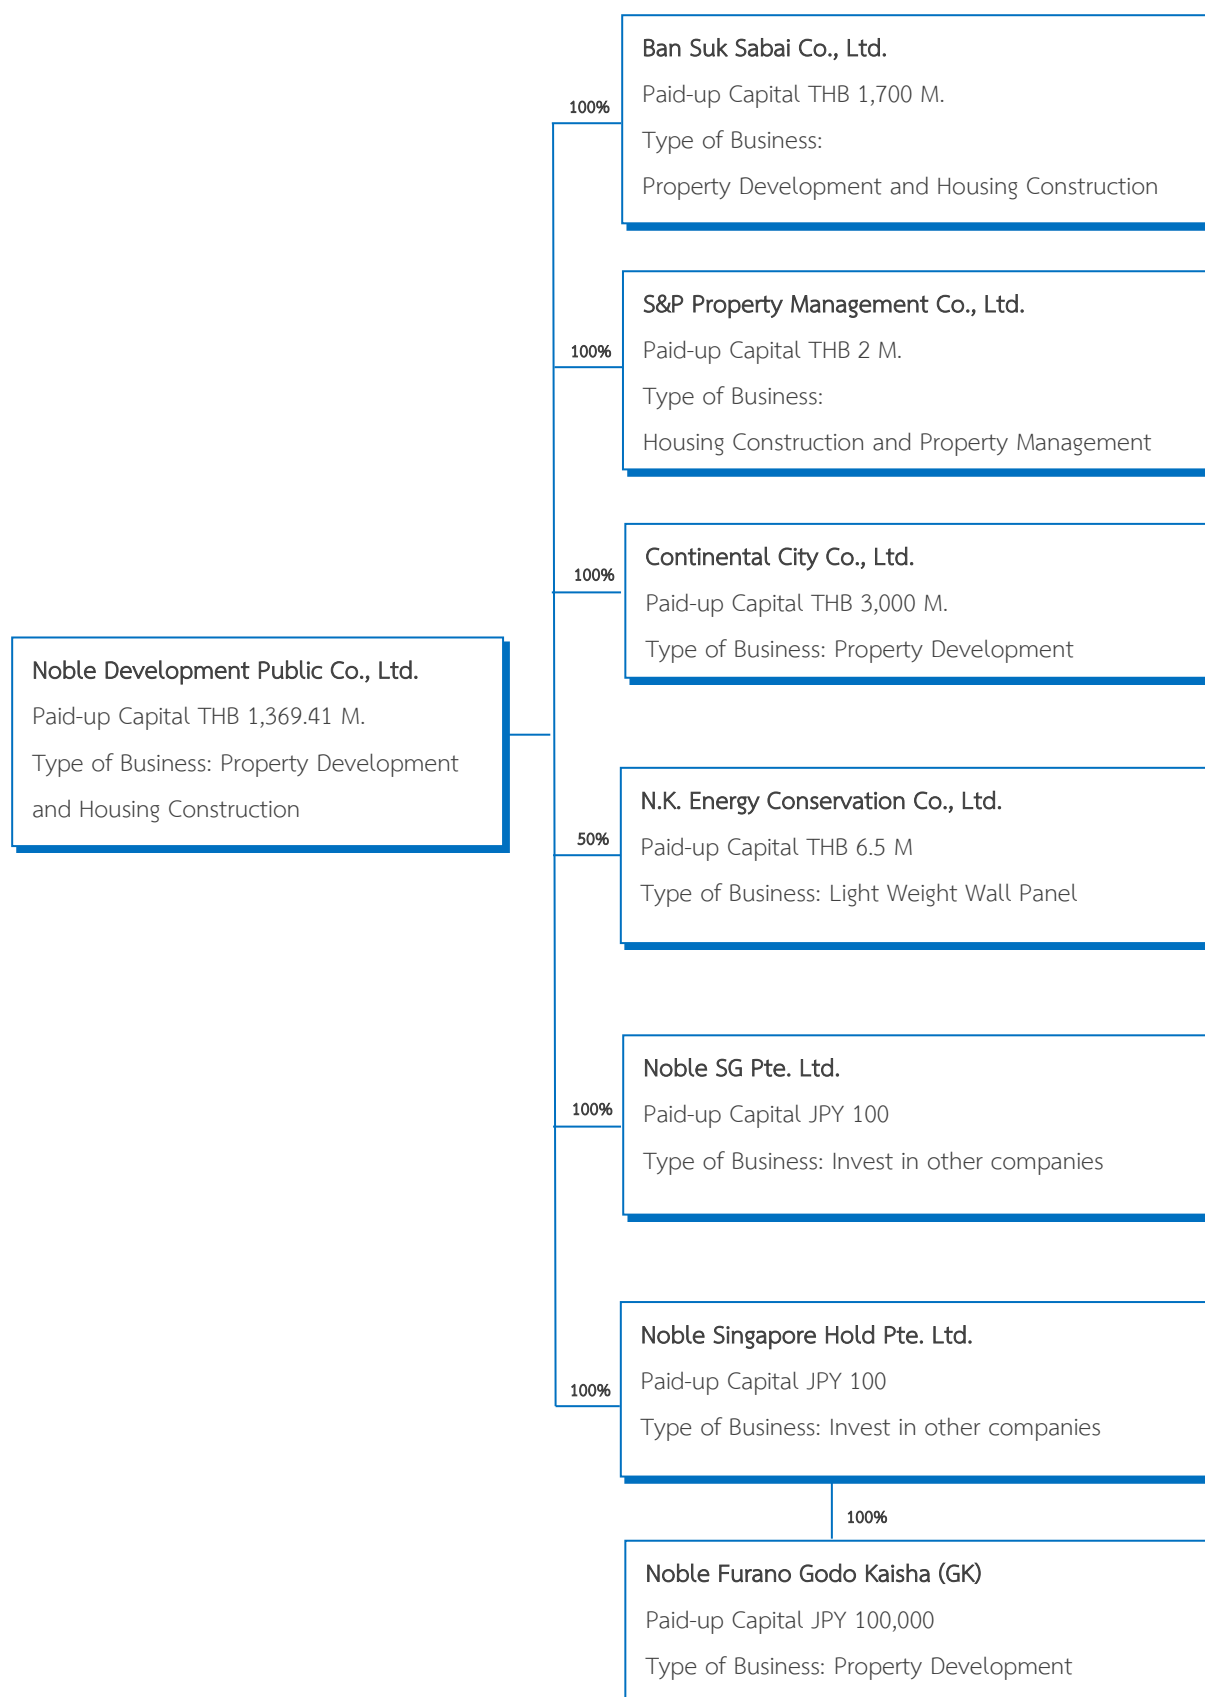 Ban Suk Sabai Co., Ltd.
Paid-up Capital THB 1,700 M.
Type of Business:
Property Development and Housing Construction
100%
S&P Property Management Co., Ltd.
Paid-up Capital THB 2 M.
Type of Business:
Housing Construction and Property Management
100%
Continental City Co., Ltd.
Paid-up Capital THB 3,000 M.
Type of Business: Property Development
100%
Noble Development Public Co., Ltd.
Paid-up Capital THB 1,369.41 M.
Type of Business: Property Development
and Housing Construction
N.K. Energy Conservation Co., Ltd.
Paid-up Capital THB 6.5 M
Type of Business: Light Weight Wall Panel
50%
Noble SG Pte. Ltd.
Paid-up Capital JPY 100
Type of Business: Invest in other companies
100%
Noble Singapore Hold Pte. Ltd.
Paid-up Capital JPY 100
Type of Business: Invest in other companies
100%
100%
Noble Furano Godo Kaisha (GK)
Paid-up Capital JPY 100,000
Type of Business: Property Development